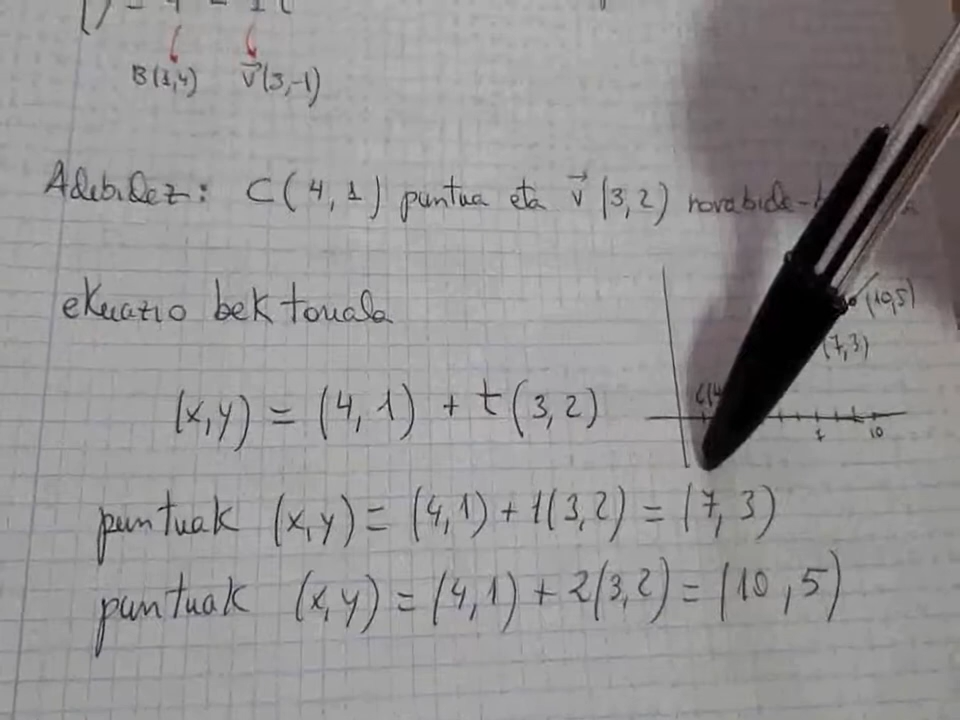 B(3,4) v⃗(3,-1)
Adibidez: C(4,1) puntua eta v⃗(3,2) norabide-
ekuazio bektoriala
(10,5)
(7,3)
(x,y) = (4,1) + t(3,2)
7 10
puntuak (x,y) = (4,1) + 1(3,2) = (7,3)
puntuak (x,y) = (4,1) + 2(3,2) = (10,5)